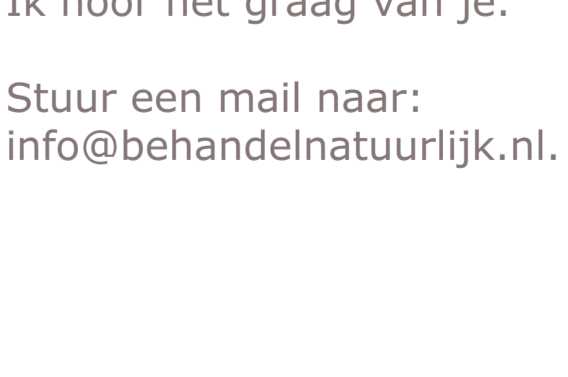 Ik hoor het graag van je.
Stuur een mail naar:
info@behandelnatuurlijk.nl.